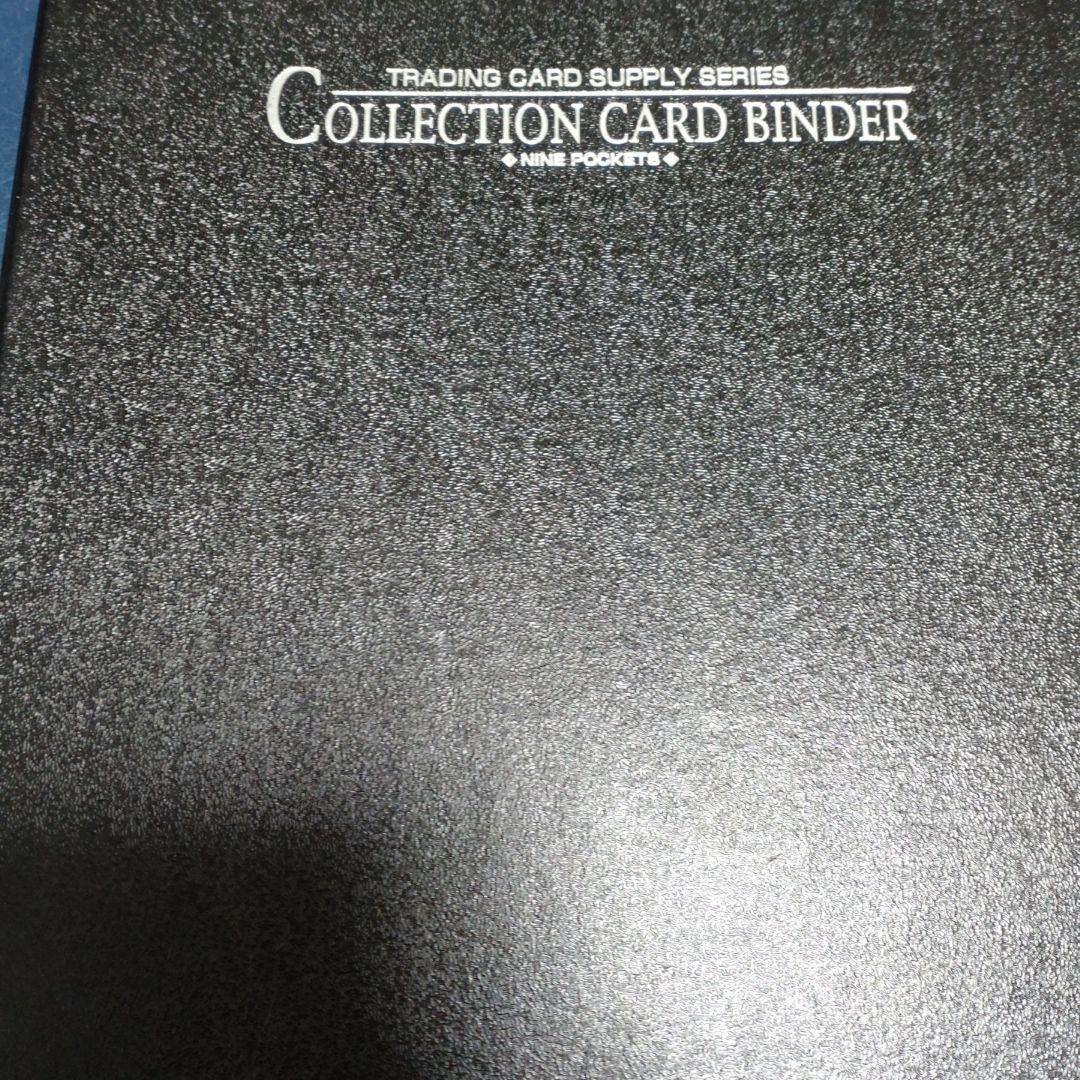 TRADING CARD SUPPLY SERIES
COLLECTION CARD BINDER
◆ NINE POCKETS ◆